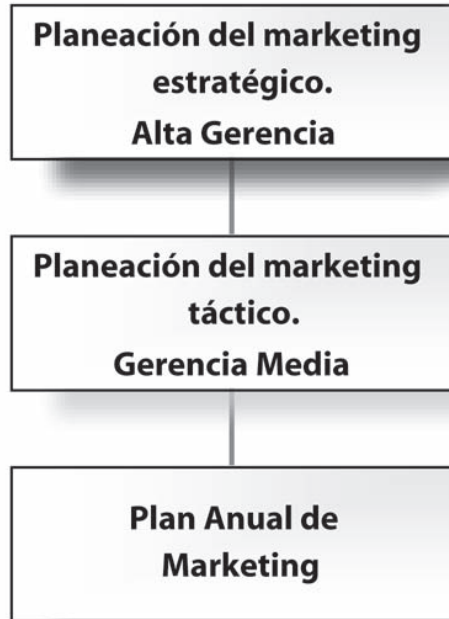 Planeación del marketing
estratégico.
Alta Gerencia
Planeación del marketing
táctico.
Gerencia Media
Plan Anual de
Marketing